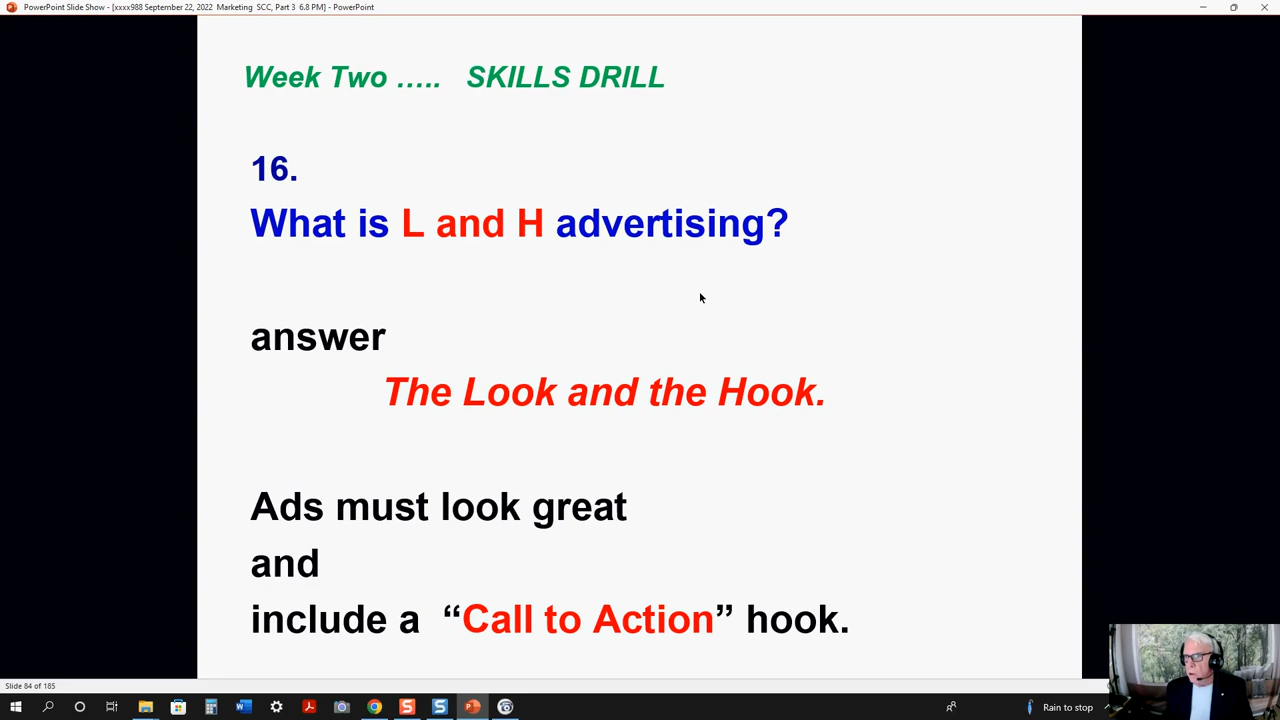 PowerPoint Slide Show - [xxxx988 September 22, 2022 Marketing SCC, Part 3 6.8 PM] - PowerPoint
Week Two ….. SKILLS DRILL
16.
What is L and H advertising?
answer
The Look and the Hook.
Ads must look great
and
include a “Call to Action” hook.
Slide 84 of 185
Rain to stop